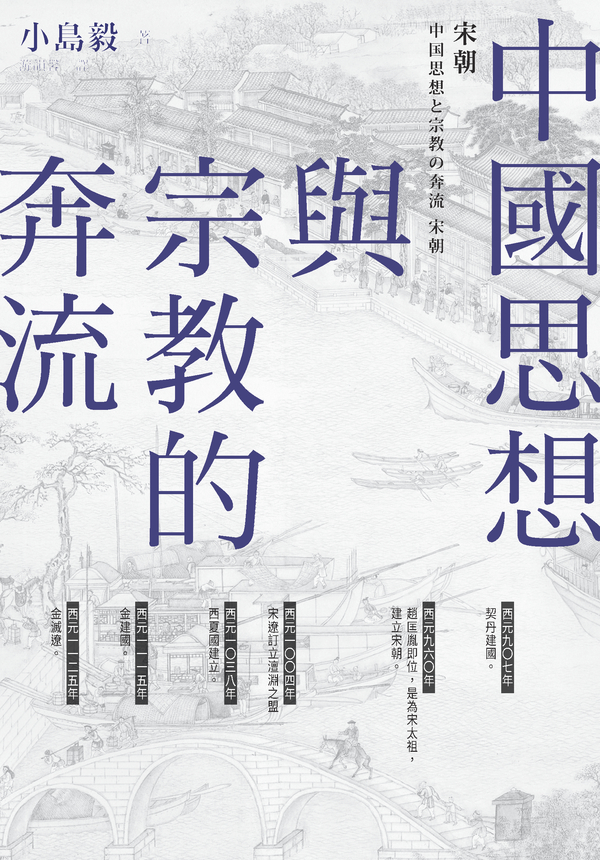 中國思想
與
宗教的
奔流
宋朝
中国思想と宗教の奔流 宋朝
小島毅 著
游韻馨 譯
西元九〇七年
契丹建國。
西元九六〇年
趙匡胤即位，是為宋太祖，
建立宋朝。
西元一〇〇四年
宋遼訂立澶淵之盟
西元一〇三八年
西夏國建立。
西元一一一五年
金建國。
西元一一二五年
金滅遼。